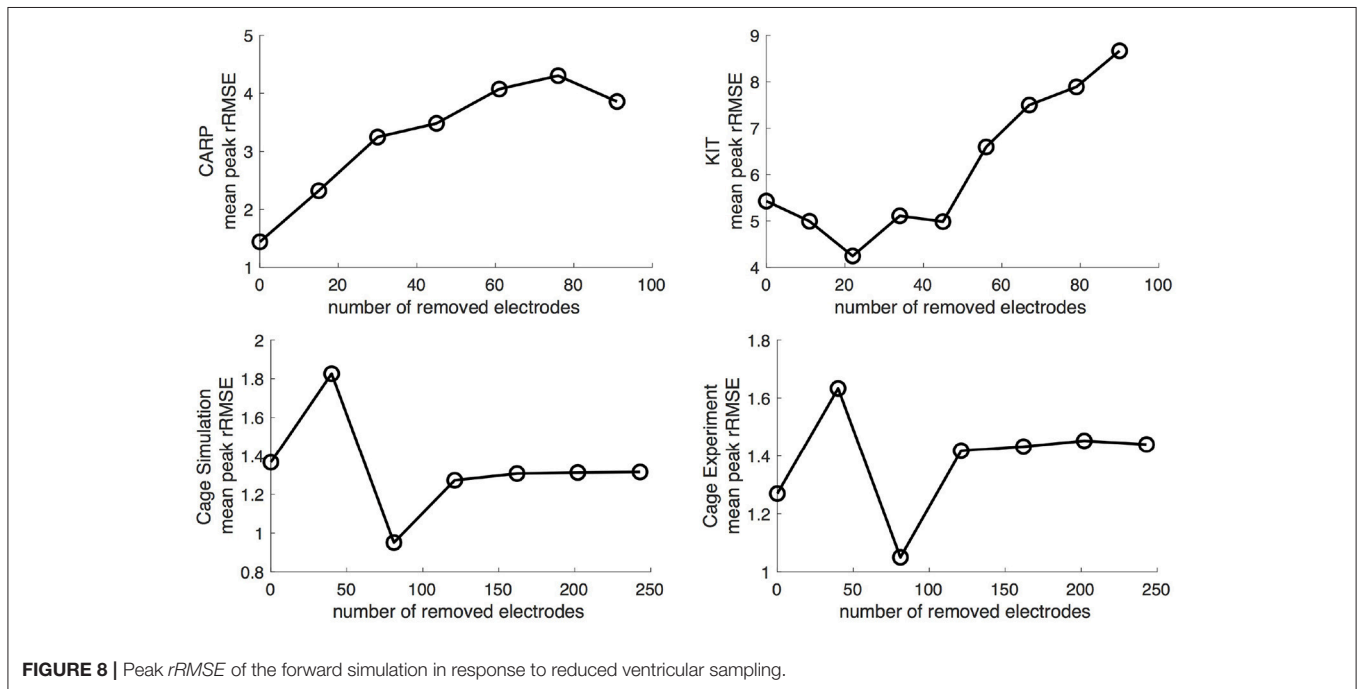 5
4
3
2
1
CARP
mean peak rRMSE
0 20 40 60 80 100
number of removed electrodes
9
8
7
6
5
4
KIT
mean peak rRMSE
0 20 40 60 80 100
number of removed electrodes
2
1.8
1.6
1.4
1.2
1
0.8
Cage Simulation
mean peak rRMSE
0 50 100 150 200 250
number of removed electrodes
1.8
1.6
1.4
1.2
1
Cage Experiment
mean peak rRMSE
0 50 100 150 200 250
number of removed electrodes
FIGURE 8 | Peak rRMSE of the forward simulation in response to reduced ventricular sampling.